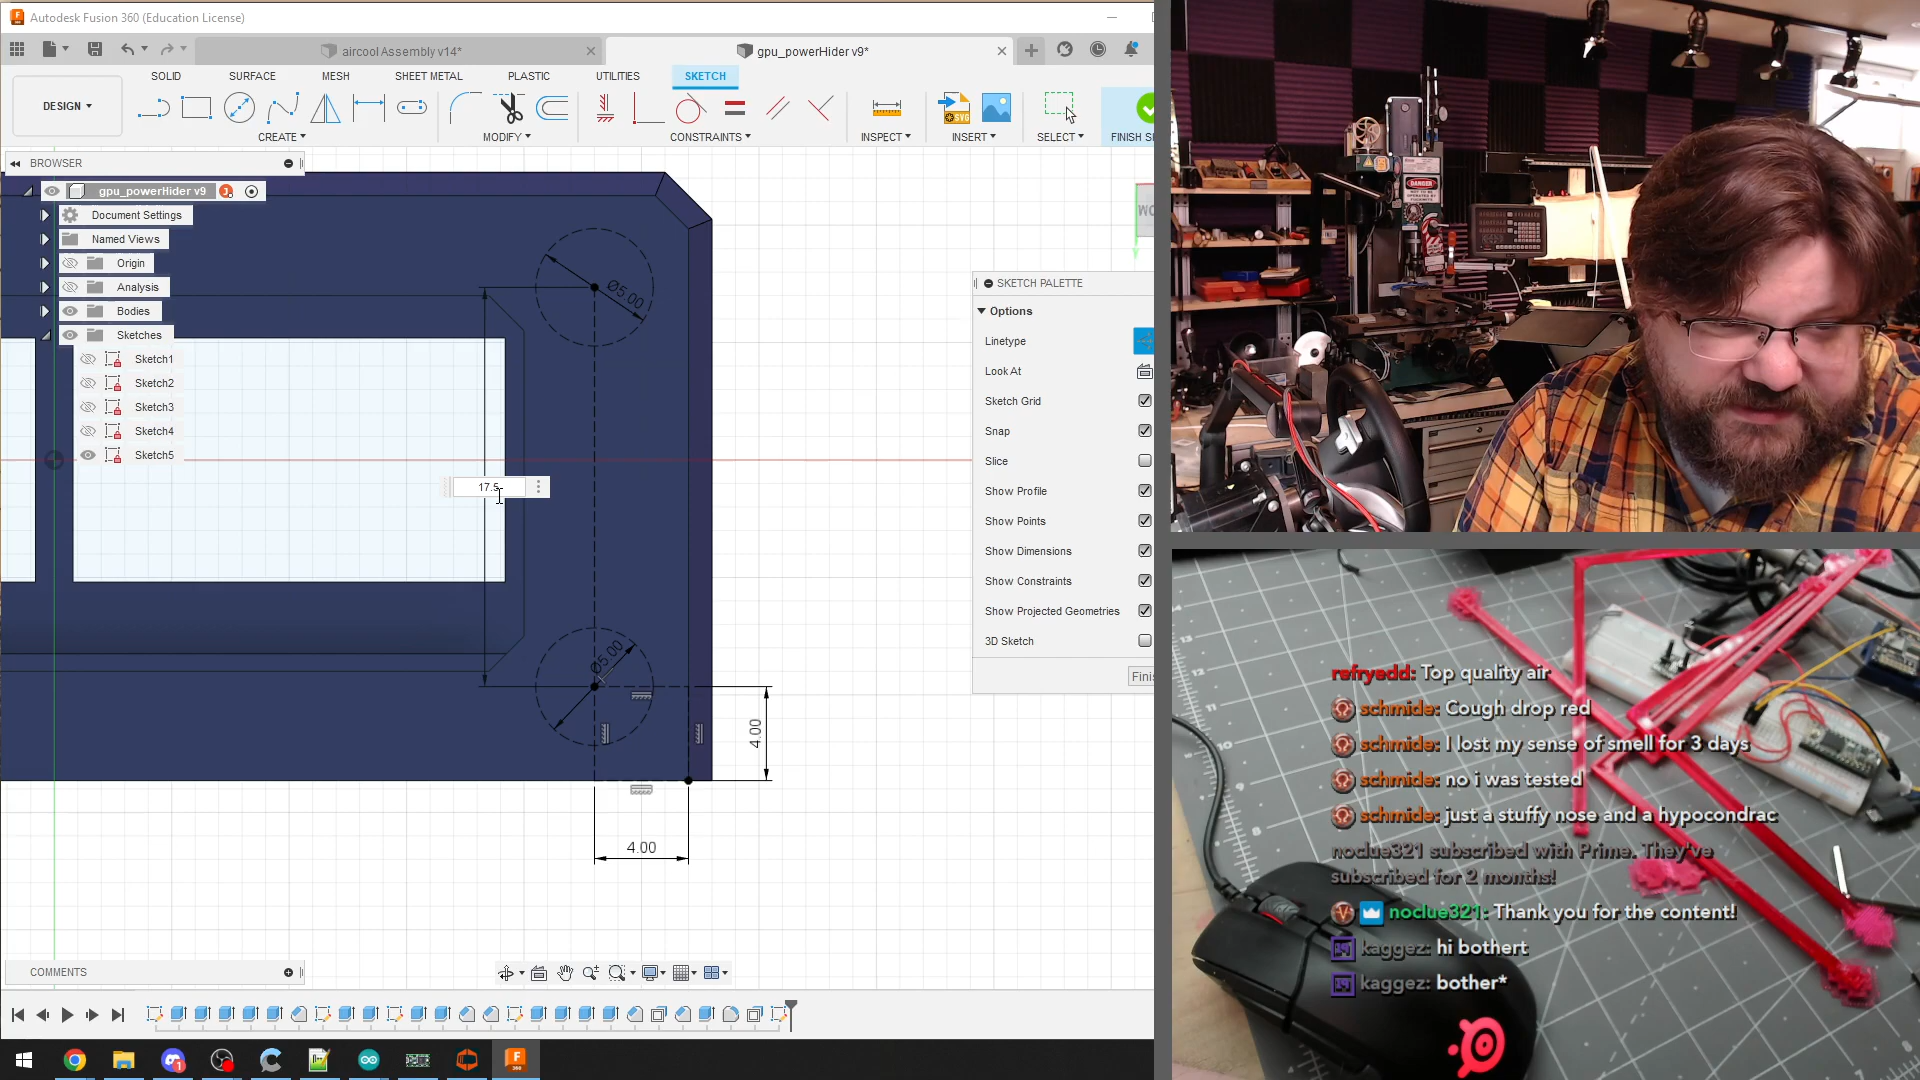 Autodesk Fusion 360 (Education License)
aircool Assembly v14*
gpu_powerHider v9*
SOLID
SURFACE
MESH
SHEET METAL
PLASTIC
UTILITIES
SKETCH
DESIGN
CREATE
MODIFY
CONSTRAINTS
INSPECT
INSERT
SELECT
FINISH S
BROWSER
gpu_powerHider v9
Document Settings
Named Views
Origin
Analysis
Bodies
Sketches
Sketch1
Sketch2
Sketch3
Sketch4
Sketch5
Ø5.00
17.5
Ø5.00
4.00
4.00
SKETCH PALETTE
Options
Linetype
Look At
Sketch Grid
Snap
Slice
Show Profile
Show Points
Show Dimensions
Show Constraints
Show Projected Geometries
3D Sketch
Finis
COMMENTS
DANGER
refryedd: Top quality air
schmide: Cough drop red
schmide: I lost my sense of smell for 3 days
schmide: no i was tested
schmide: just a stuffy nose and a hypocondrac
noclue321 subscribed with Prime. They've
subscribed for 2 months!
noclue321: Thank you for the content!
kaggez: hi bothert
kaggez: bother*